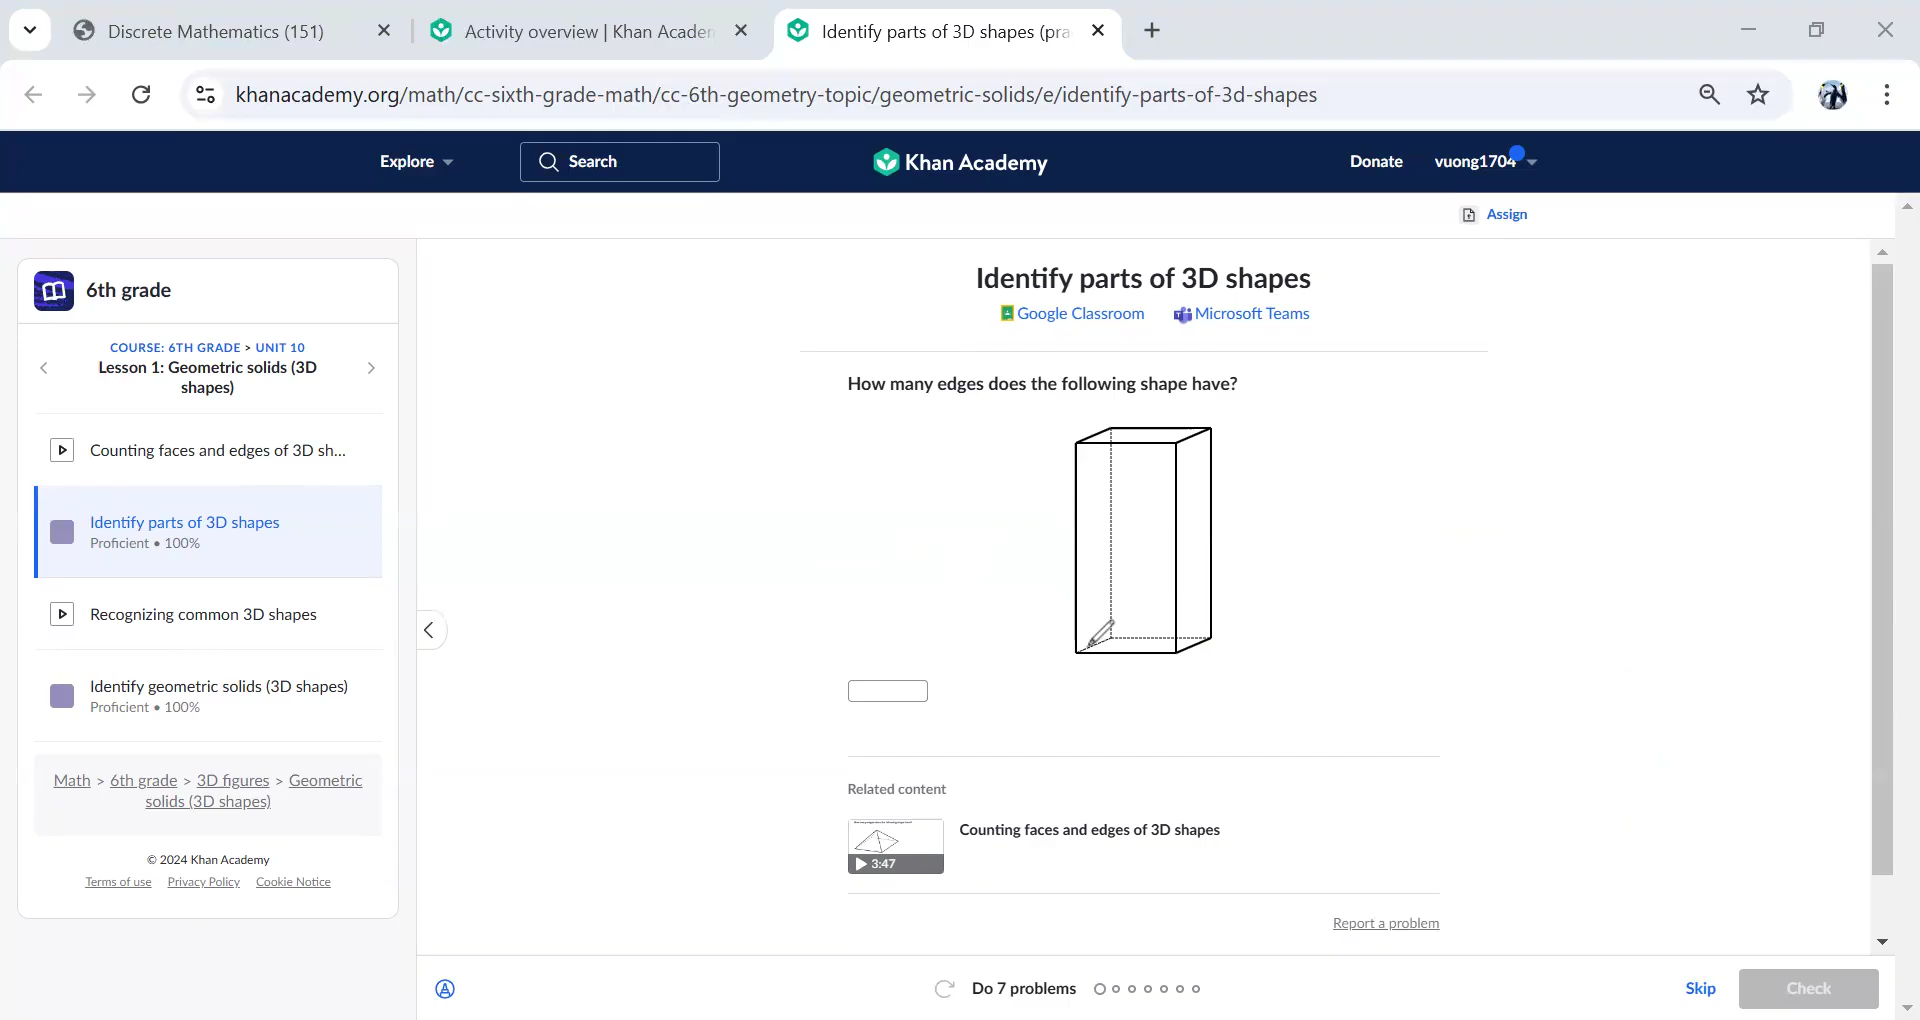 Discrete Mathematics (151)
Activity overview | Khan Academ
Identify parts of 3D shapes (pra
khanacademy.org/math/cc-sixth-grade-math/cc-6th-geometry-topic/geometric-solids/e/identify-parts-of-3d-shapes
Explore
Search
Khan Academy
Donate
vuong1704
Assign
6th grade
COURSE: 6TH GRADE > UNIT 10
Lesson 1: Geometric solids (3D
shapes)
Counting faces and edges of 3D sh...
Identify parts of 3D shapes
Proficient • 100%
Recognizing common 3D shapes
Identify geometric solids (3D shapes)
Proficient • 100%
Math > 6th grade > 3D figures > Geometric
solids (3D shapes)
© 2024 Khan Academy
Terms of use Privacy Policy Cookie Notice
Identify parts of 3D shapes
Google Classroom Microsoft Teams
How many edges does the following shape have?
Related content
3:47
Counting faces and edges of 3D shapes
Report a problem
Do 7 problems
Skip
Check